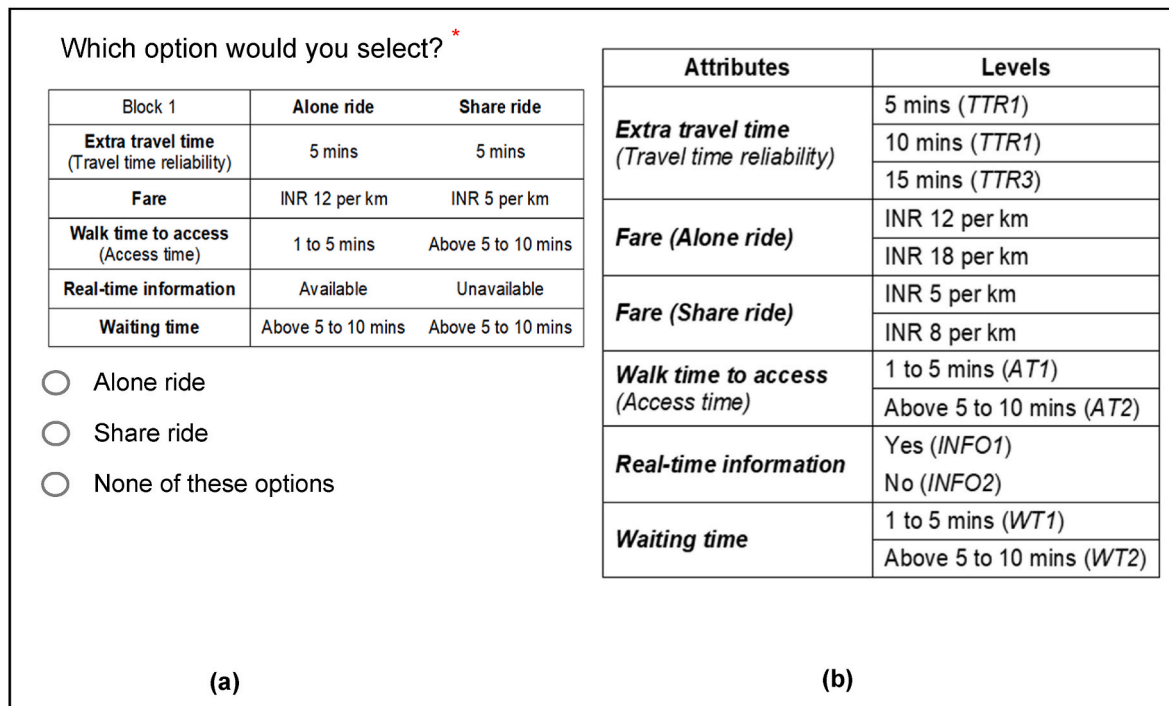 Which option would you select? *
Block 1 Alone ride Share ride
Extra travel time
(Travel time reliability) 5 mins 5 mins
Fare INR 12 per km INR 5 per km
Walk time to access
(Access time) 1 to 5 mins Above 5 to 10 mins
Real-time information Available Unavailable
Waiting time Above 5 to 10 mins Above 5 to 10 mins
Alone ride
Share ride
None of these options
(a)
Attributes Levels
Extra travel time
(Travel time reliability)
5 mins (TTR1)
10 mins (TTR1)
15 mins (TTR3)
Fare (Alone ride)
INR 12 per km
INR 18 per km
Fare (Share ride)
INR 5 per km
INR 8 per km
Walk time to access
(Access time)
1 to 5 mins (AT1)
Above 5 to 10 mins (AT2)
Real-time information
Yes (INFO1)
No (INFO2)
Waiting time
1 to 5 mins (WT1)
Above 5 to 10 mins (WT2)
(b)